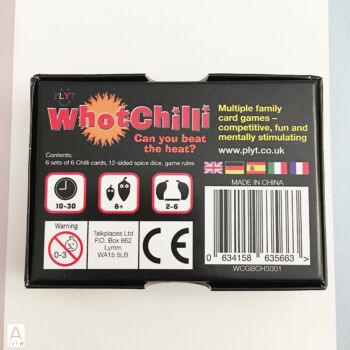 PLYT
WhotChilli
Can you beat
the heat?
Contents:
6 sets of 6 Chilli cards, 12-sided spice dice, game rules
Multiple family
card games –
competitive, fun and
mentally stimulating
www.plyt.co.uk
MADE IN CHINA
10-30
6+
2-6
Warning
0-3
Talkplaces Ltd
P.O. Box 862
Lymm
WA15 5LB
CE
0 634158 635663 >
WCGBCH3001
A